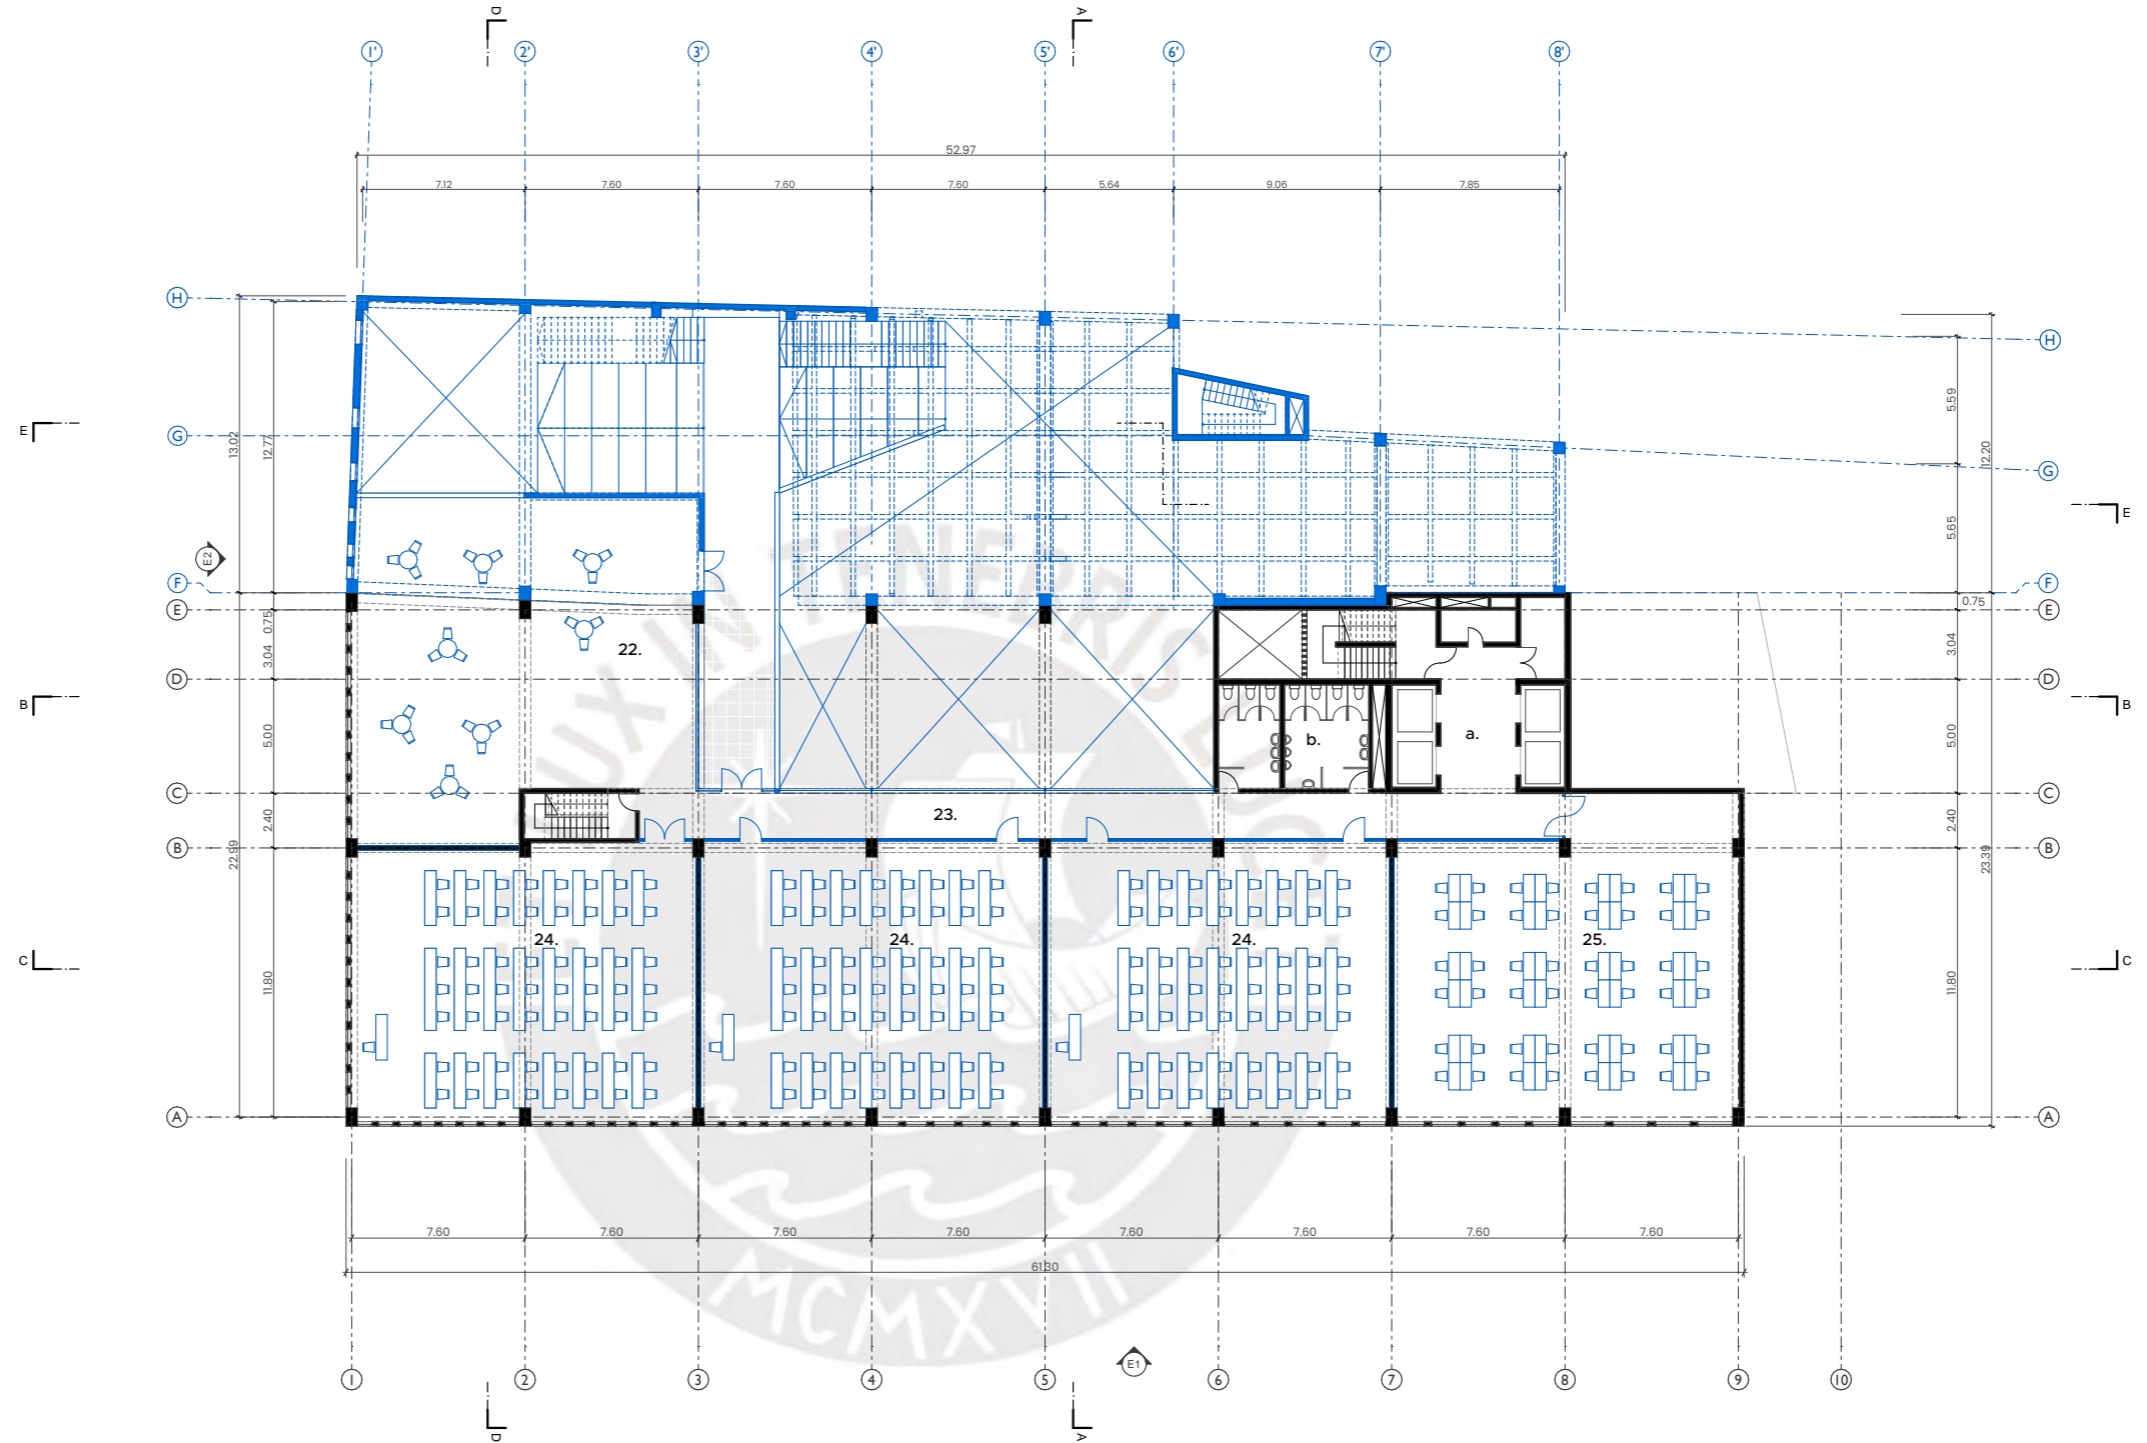 D A
1' 2' 3' 4' 5' 6' 7' 8'
52.97
7.12 7.60 7.60 7.60 5.64 9.06 7.85
H
H
G
G
E
E
13.02
12.77
5.59
12.20
5.65
E2
F
F
E
E
0.75
0.75
3.04
3.04
22.
D
D
B
B
5.00
5.00
b.
a.
C
C
2.40
23.
2.40
B
B
22.99
23.39
24. 24. 24. 25.
C
C
11.80
11.80
A
A
ET LUX IN TENEBRIS LUCET
MCMXVII
7.60 7.60 7.60 7.60 7.60 7.60 7.60 7.60
61.30
E1
1 2 3 4 5 6 7 8 9 10
D A